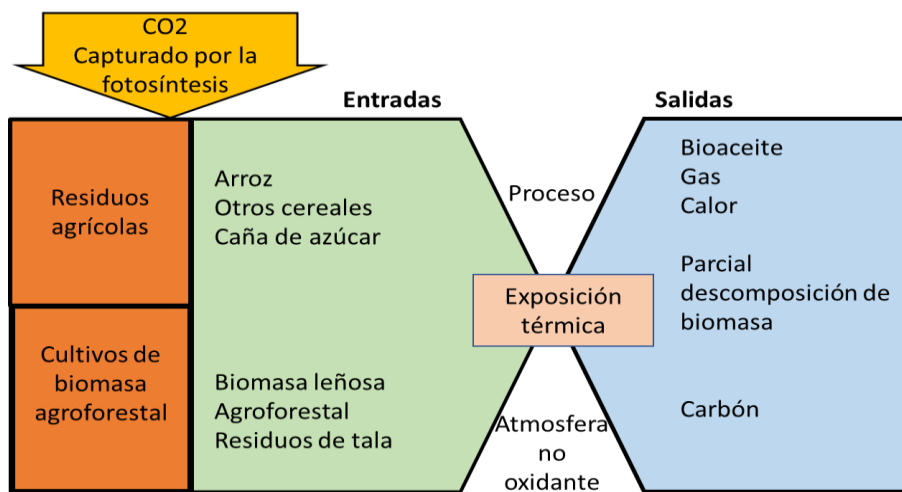 CO2
Capturado por la
fotosíntesis
Entradas
Salidas
Residuos
agrícolas
Arroz
Otros cereales
Caña de azúcar
Proceso
Bioaceite
Gas
Calor
Exposición
térmica
Parcial
descomposición de
biomasa
Cultivos de
biomasa
agroforestal
Biomasa leñosa
Agroforestal
Residuos de tala
Atmosfera
no
oxidante
Carbón